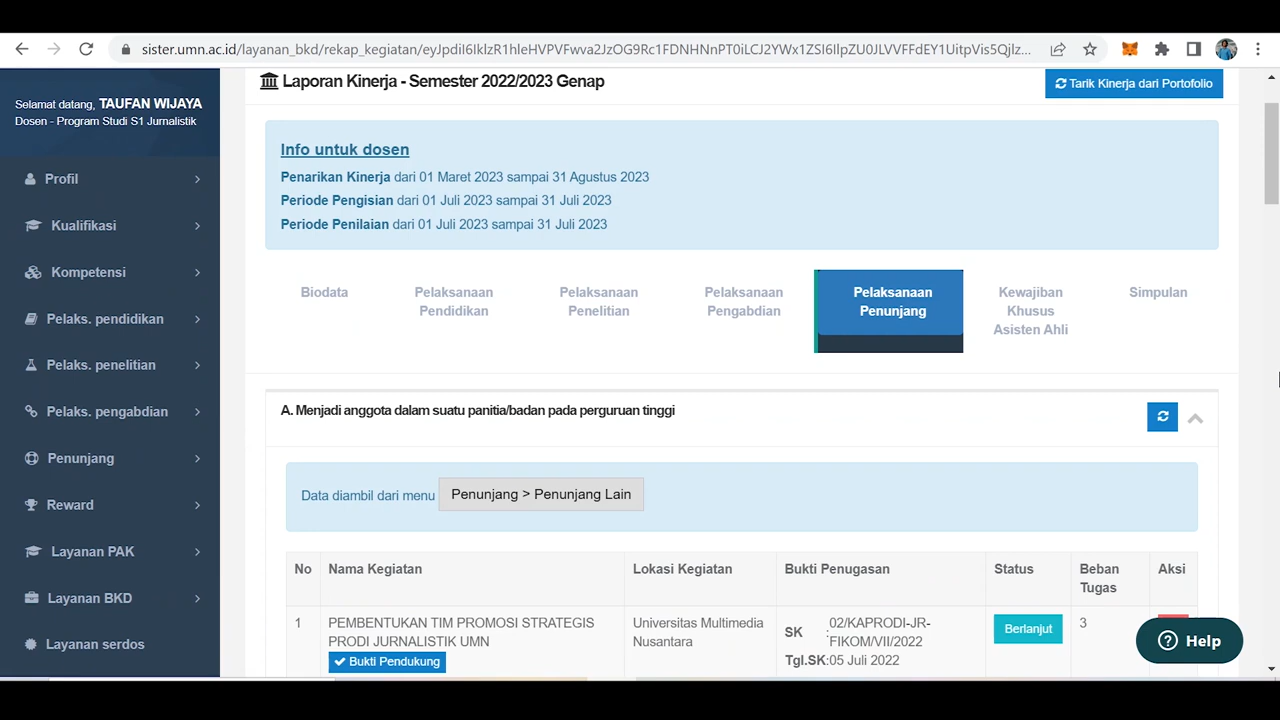 sister.umn.ac.id/layanan_bkd/rekap_kegiatan/eyJpdiI6IklzR1hleHVPVFwva2JzOG9Rc1FDNHNnPT0iLCJ2YWx1ZSI6IlpZU0JLVVFFdEY1UitpVis5Qjlz...
Selamat datang, TAUFAN WIJAYA
Dosen - Program Studi S1 Jurnalistik
Profil
Kualifikasi
Kompetensi
Pelaks. pendidikan
Pelaks. penelitian
Pelaks. pengabdian
Penunjang
Reward
Layanan PAK
Layanan BKD
Layanan serdos
Laporan Kinerja - Semester 2022/2023 Genap
Tarik Kinerja dari Portofolio
Info untuk dosen
Penarikan Kinerja dari 01 Maret 2023 sampai 31 Agustus 2023
Periode Pengisian dari 01 Juli 2023 sampai 31 Juli 2023
Periode Penilaian dari 01 Juli 2023 sampai 31 Juli 2023
Biodata
Pelaksanaan
Pendidikan
Pelaksanaan
Penelitian
Pelaksanaan
Pengabdian
Pelaksanaan
Penunjang
Kewajiban
Khusus
Asisten Ahli
Simpulan
A. Menjadi anggota dalam suatu panitia/badan pada perguruan tinggi
Data diambil dari menu Penunjang > Penunjang Lain
No Nama Kegiatan Lokasi Kegiatan Bukti Penugasan Status Beban Tugas Aksi
1
PEMBENTUKAN TIM PROMOSI STRATEGIS
PRODI JURNALISTIK UMN
Bukti Pendukung
Universitas Multimedia
Nusantara
SK :02/KAPRODI-JR-
FIKOM/VII/2022
Tgl.SK:05 Juli 2022
Berlanjut
3
Help